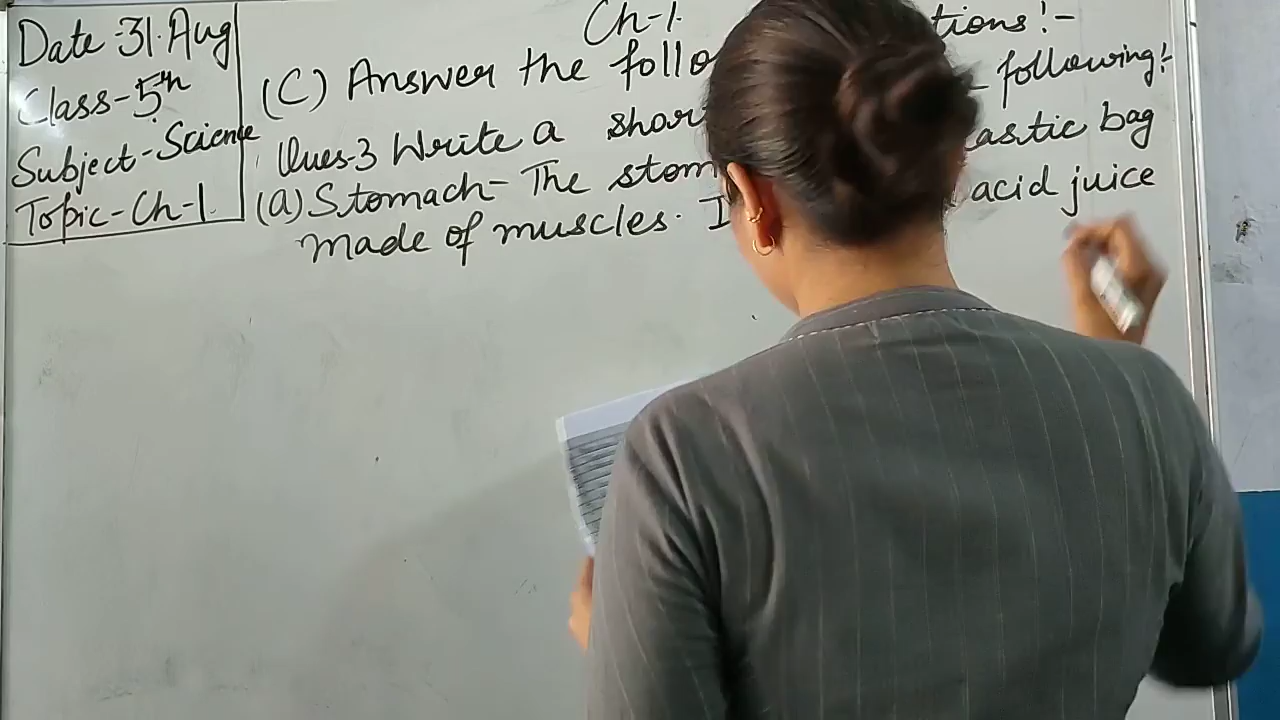 Date :- 31. Aug
Class - 5th
Subject - Science
Topic - Ch-1.
Ch-1.
(C) Answer the follo tions :-
Ques-3 Write a shor following :-
(a) Stomach - The stom astic bag
made of muscles. I acid juice